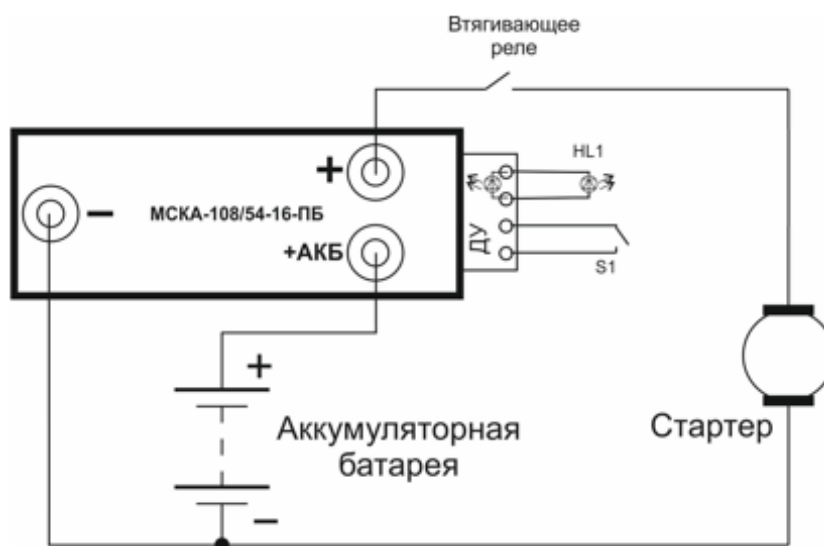 Втягивающее
реле
+
HL1
−
МСКА-108/54-16-ПБ
+АКБ
ДУ
S1
+
Аккумуляторная
батарея
Стартер
−